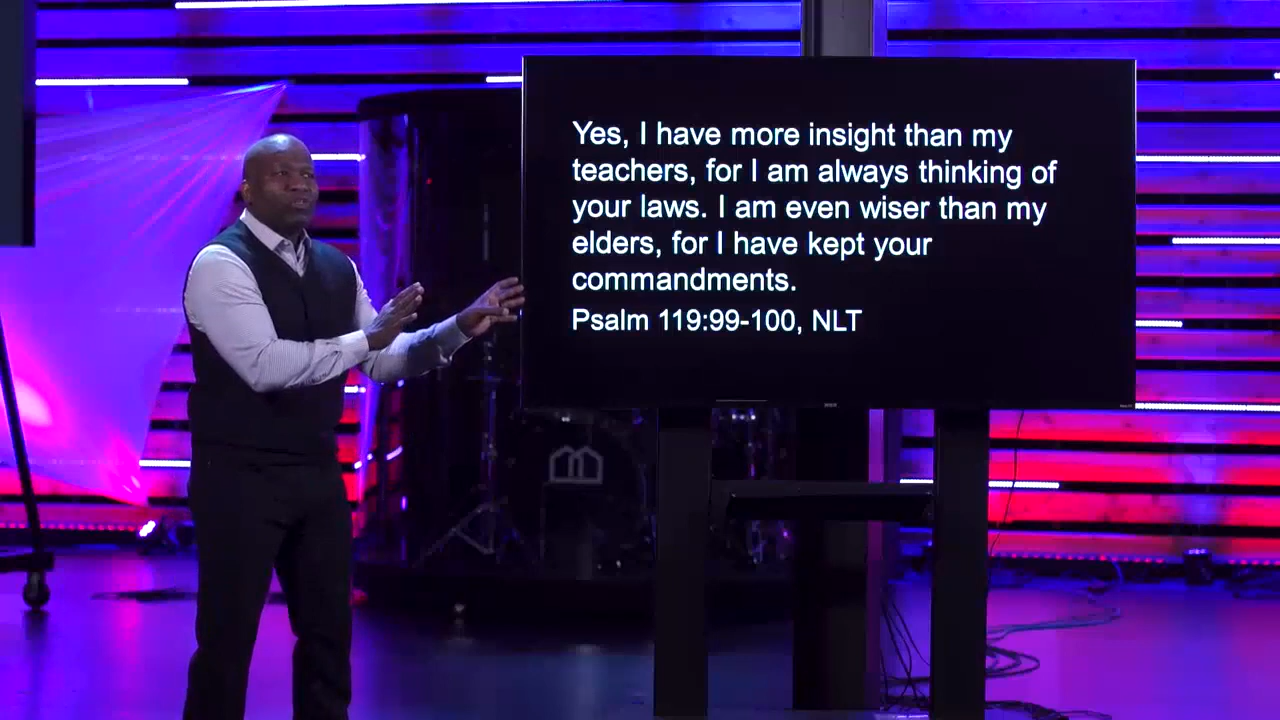 Yes, I have more insight than my
teachers, for I am always thinking of
your laws. I am even wiser than my
elders, for I have kept your
commandments.
Psalm 119:99-100, NLT